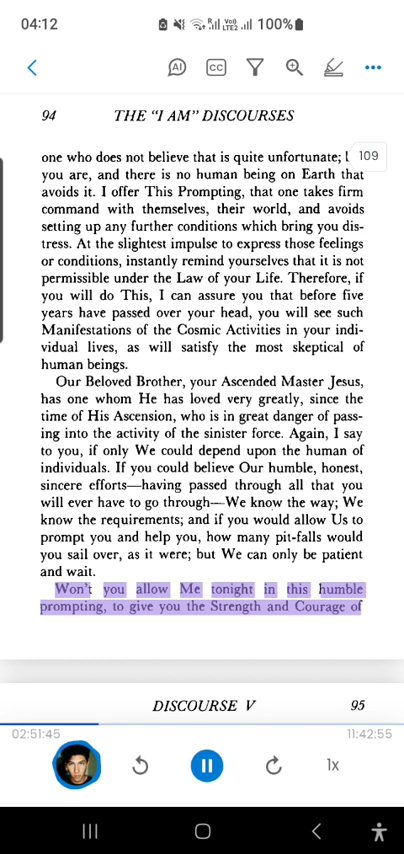 04:12
R
Vo)
LTE2
100%
AI
CC
94 THE "I AM" DISCOURSES
109
one who does not believe that is quite unfortunate;
you are, and there is no human being on Earth that
avoids it. I offer This Prompting, that one takes firm
command with themselves, their world, and avoids
setting up any further conditions which bring you dis-
tress. At the slightest impulse to express those feelings
or conditions, instantly remind yourselves that it is not
permissible under the Law of your Life. Therefore, if
you will do This, I can assure you that before five
years have passed over your head, you will see such
Manifestations of the Cosmic Activities in your indi-
vidual lives, as will satisfy the most skeptical of
human beings.
Our Beloved Brother, your Ascended Master Jesus,
has one whom He has loved very greatly, since the
time of His Ascension, who is in great danger of pass-
ing into the activity of the sinister force. Again, I say
to you, if only We could depend upon the human of
individuals. If you could believe Our humble, honest,
sincere efforts—having passed through all that you
will ever have to go through—We know the way; We
know the requirements; and if you would allow Us to
prompt you and help you, how many pit-falls would
you sail over, as it were; but We can only be patient
and wait.
Won't you allow Me tonight in this humble
prompting, to give you the Strength and Courage of
DISCOURSE V 95
02:51:45 11:42:55
1x